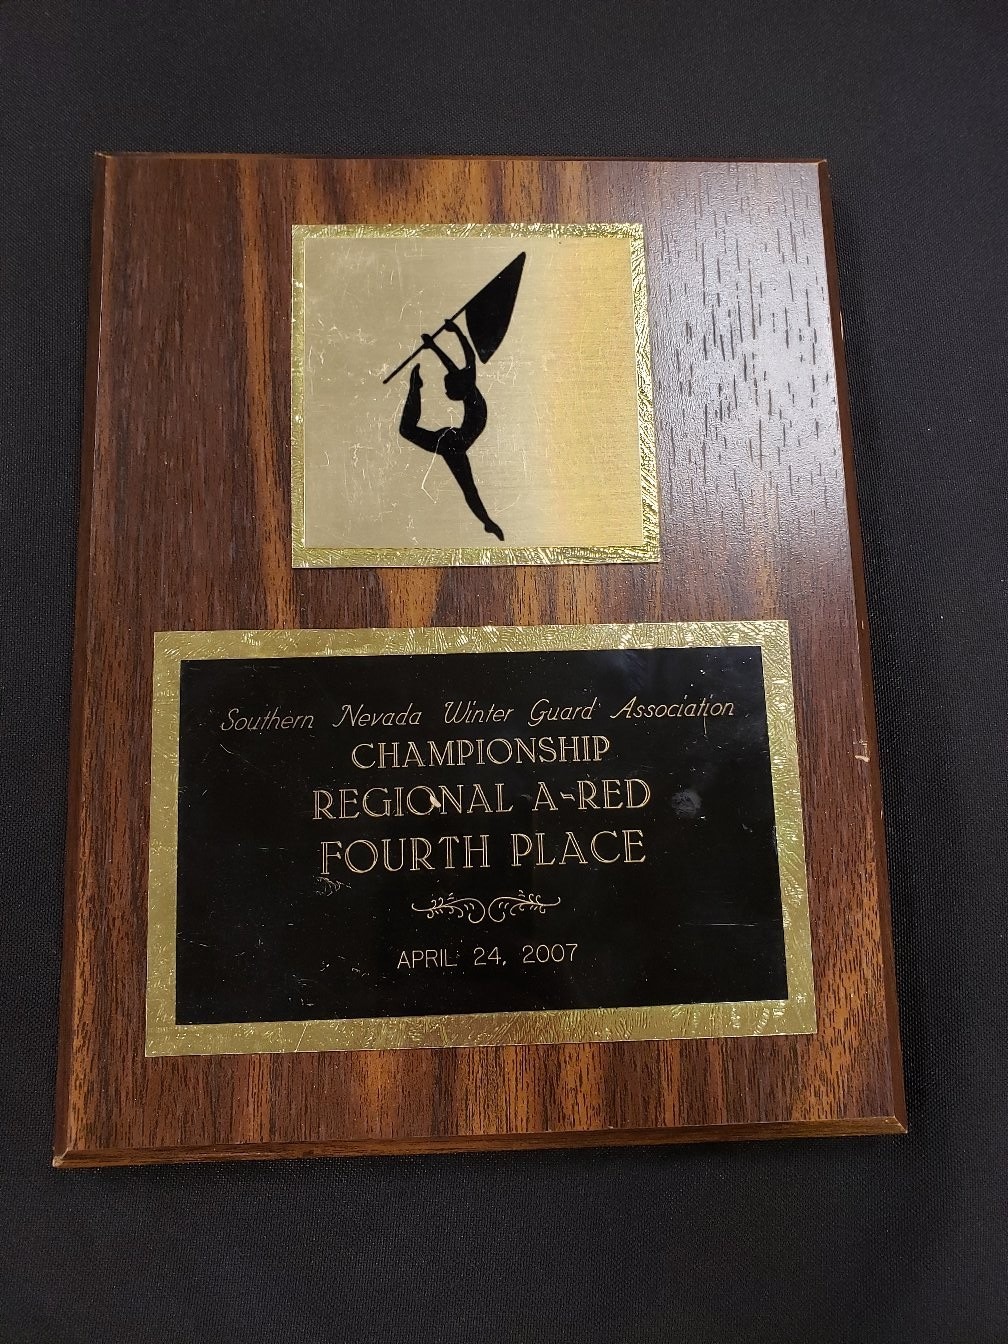 Southern Nevada Winter Guard Association
CHAMPIONSHIP
REGIONAL A-RED
FOURTH PLACE
APRIL 24, 2007